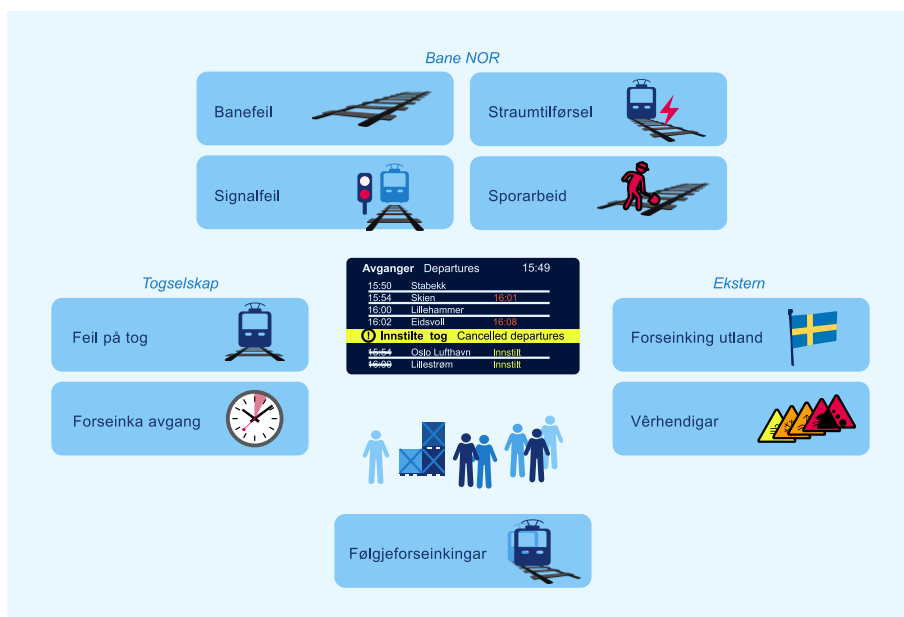 Bane NOR
Banefeil
Straumtilførsel
Signalfeil
Sporarbeid
Togselskap
Feil på tog
Forseinka avgang
Avganger Departures 15:49
15:50 Stabekk
15:54 Skien 16:01
16:00 Lillehammer
16:02 Eidsvoll 16:08
! Innstilte tog Cancelled departures
15:54 Oslo Lufthavn Innstilt
16:00 Lillestrøm Innstilt
Ekstern
Forseinking utland
Vêrhendigar
Følgjeforseinkingar